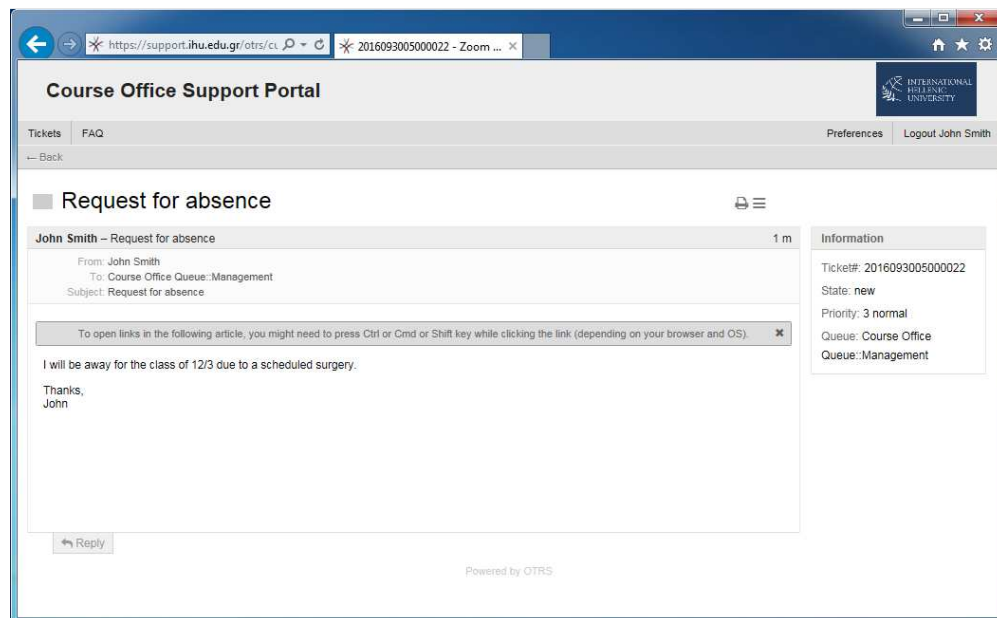 https://support.ihu.edu.gr/otrs/cu
2016093005000022 - Zoom ...
Course Office Support Portal
INTERNATIONAL
HELLENIC
UNIVERSITY
Tickets FAQ Preferences Logout John Smith
← Back
Request for absence
John Smith – Request for absence 1 m
From: John Smith
To: Course Office Queue::Management
Subject: Request for absence
To open links in the following article, you might need to press Ctrl or Cmd or Shift key while clicking the link (depending on your browser and OS).
I will be away for the class of 12/3 due to a scheduled surgery.
Thanks,
John
Reply
Information
Ticket#: 2016093005000022
State: new
Priority: 3 normal
Queue: Course Office
Queue::Management
Powered by OTRS